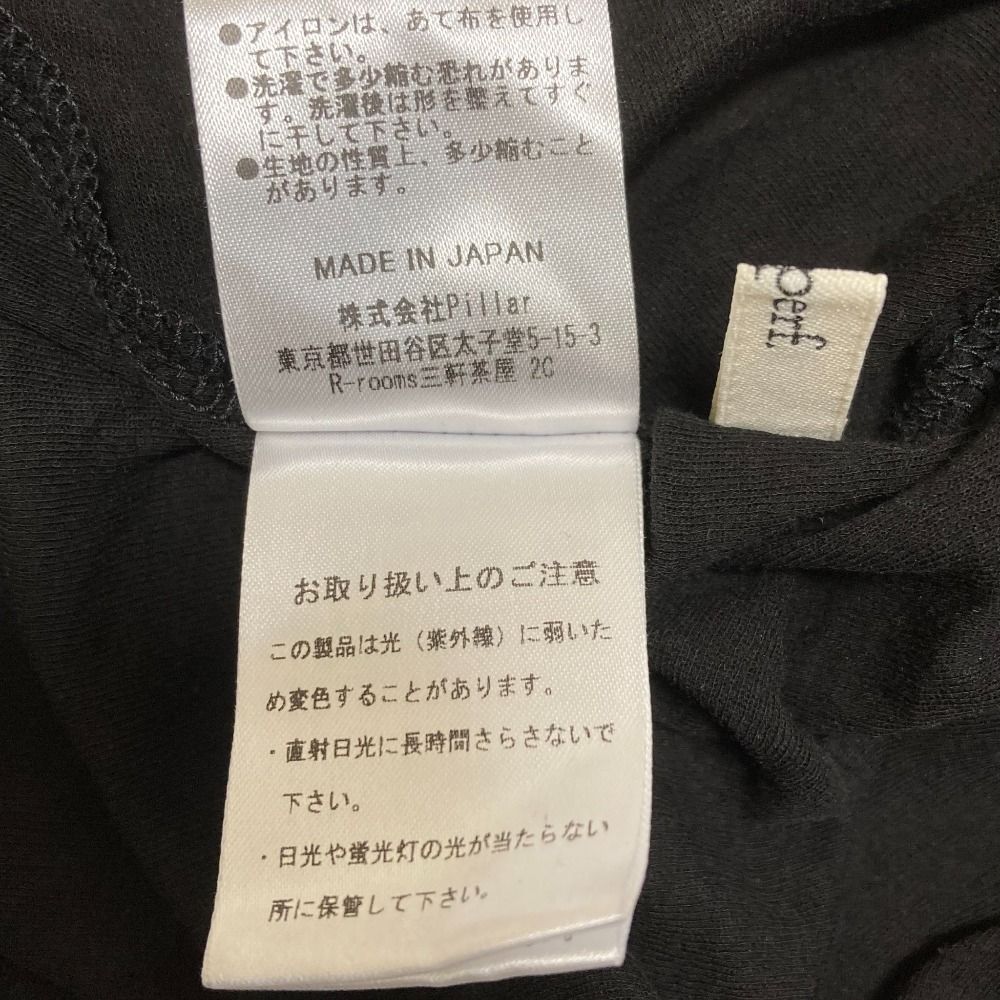 ●アイロンは、あて布を使用し
て下さい。
●洗濯で多少縮む恐れがありま
す。洗濯後は形を整えてすぐ
に干して下さい。
●生地の性質上、多少縮むこと
があります。
MADE IN JAPAN
株式会社Pillar
東京都世田谷区太子堂5-15-3
R-rooms三軒茶屋 2C
お取り扱い上のご注意
この製品は光（紫外線）に弱いた
め変色することがあります。
・直射日光に長時間さらさないで
下さい。
・日光や蛍光灯の光が当たらない
所に保管して下さい。